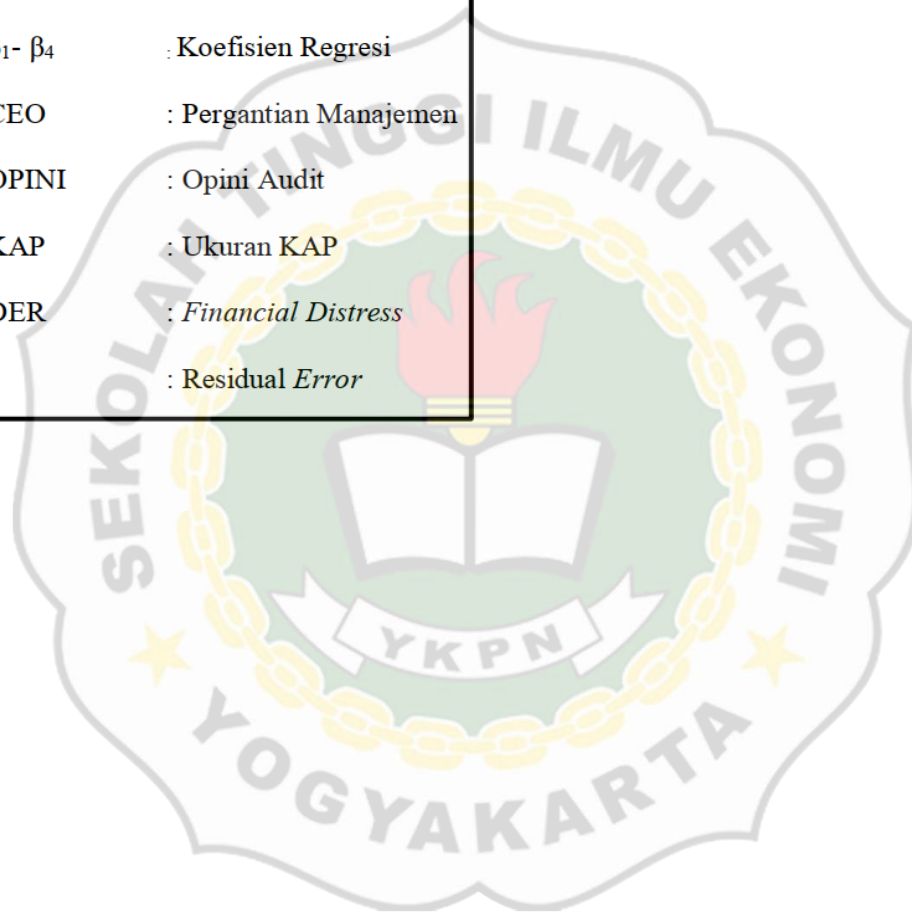 β1- β4 : Koefisien Regresi
CEO : Pergantian Manajemen
OPINI : Opini Audit
KAP : Ukuran KAP
DER : Financial Distress
: Residual Error
SEKOLAH TINGGI ILMU EKONOMI
YKPN
YOGYAKARTA